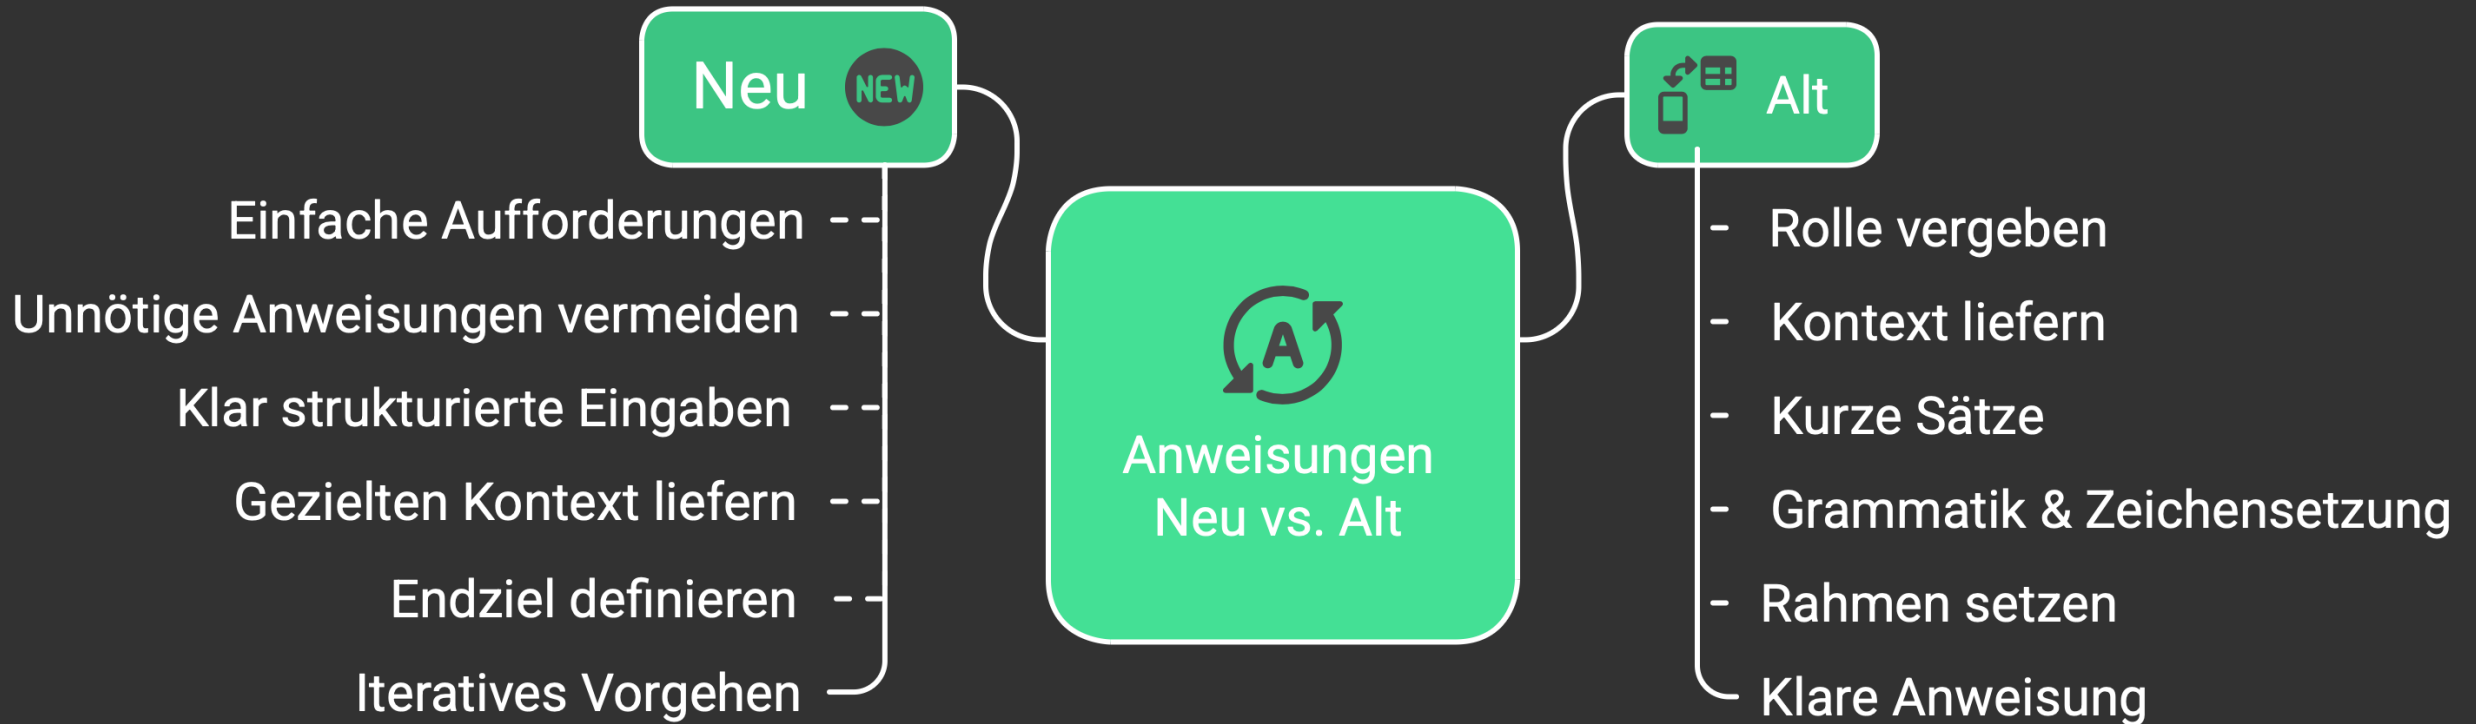 Neu
NEW
Einfache Aufforderungen
Unnötige Anweisungen vermeiden
Klar strukturierte Eingaben
Gezielten Kontext liefern
Endziel definieren
Iteratives Vorgehen
A
Anweisungen
Neu vs. Alt
Alt
Rolle vergeben
Kontext liefern
Kurze Sätze
Grammatik & Zeichensetzung
Rahmen setzen
Klare Anweisung